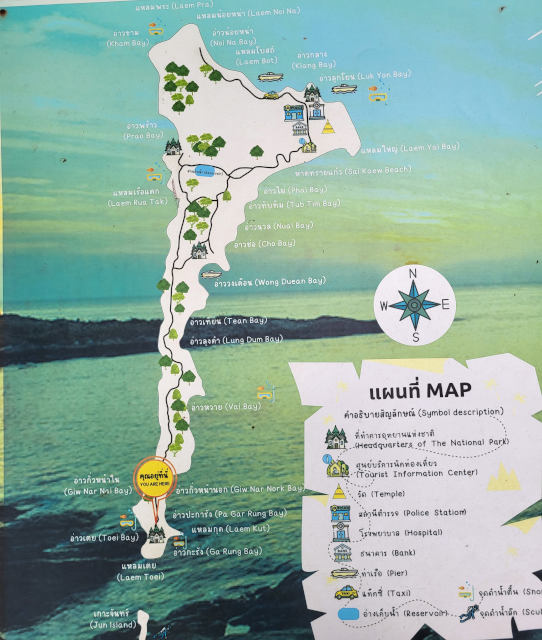 แหลมพระ (Laem Pra)
แหลมน้อยหน่า (Laem Noi Na)
อ่าวขาม
(Kham Bay)
อ่าวน้อยหน่า
(Noi Na Bay)
แหลมโบสถ์
(Laem Bot)
อ่าวกลาง
(Klang Bay)
อ่าวลูกโยน (Luk Yon Bay)
อ่าวพร้าว
(Prao Bay)
แหลมใหญ่ (Laem Yai Bay)
หาดทรายแก้ว (Sai Kaew Beach)
แหลมเรือแตก
(Laem Rua Tak)
อ่าวไผ่ (Phai Bay)
อ่าวทับทิม (Tub Tim Bay)
อ่าวนวล (Nual Bay)
อ่าวช่อ (Cho Bay)
อ่าววงเดือน (Wong Duean Bay)
N
W
E
S
อ่าวเทียน (Tean Bay)
อ่าวลุงดำ (Lung Dum Bay)
อ่าวหวาย (Vai Bay)
แผนที่ MAP
คำอธิบายสัญลักษณ์ (Symbol description)
ที่ทำการอุทยานแห่งชาติ
(Headquarters of The National Park)
ศูนย์บริการนักท่องเที่ยว
(Tourist Information Center)
วัด (Temple)
สถานีตำรวจ (Police Station)
โรงพยาบาล (Hospital)
ธนาคาร (Bank)
ท่าเรือ (Pier)
แท็กซี่ (Taxi)
อ่างเก็บน้ำ (Reservoir)
จุดดำน้ำตื้น
จุดดำน้ำลึก
คุณอยู่ที่นี่
YOU ARE HERE
อ่าวกิ่วหน้าใน
(Giw Nar Nai Bay)
อ่าวกิ่วหน้านอก (Giw Nar Nork Bay)
อ่าวปะการัง (Pa Gar Rung Bay)
แหลมกุด (Laem Kut)
อ่าวเตย (Toei Bay)
อ่าวกะรัง (Ga Rung Bay)
แหลมเตย
(Laem Toei)
เกาะจันทร์
(Jun Island)